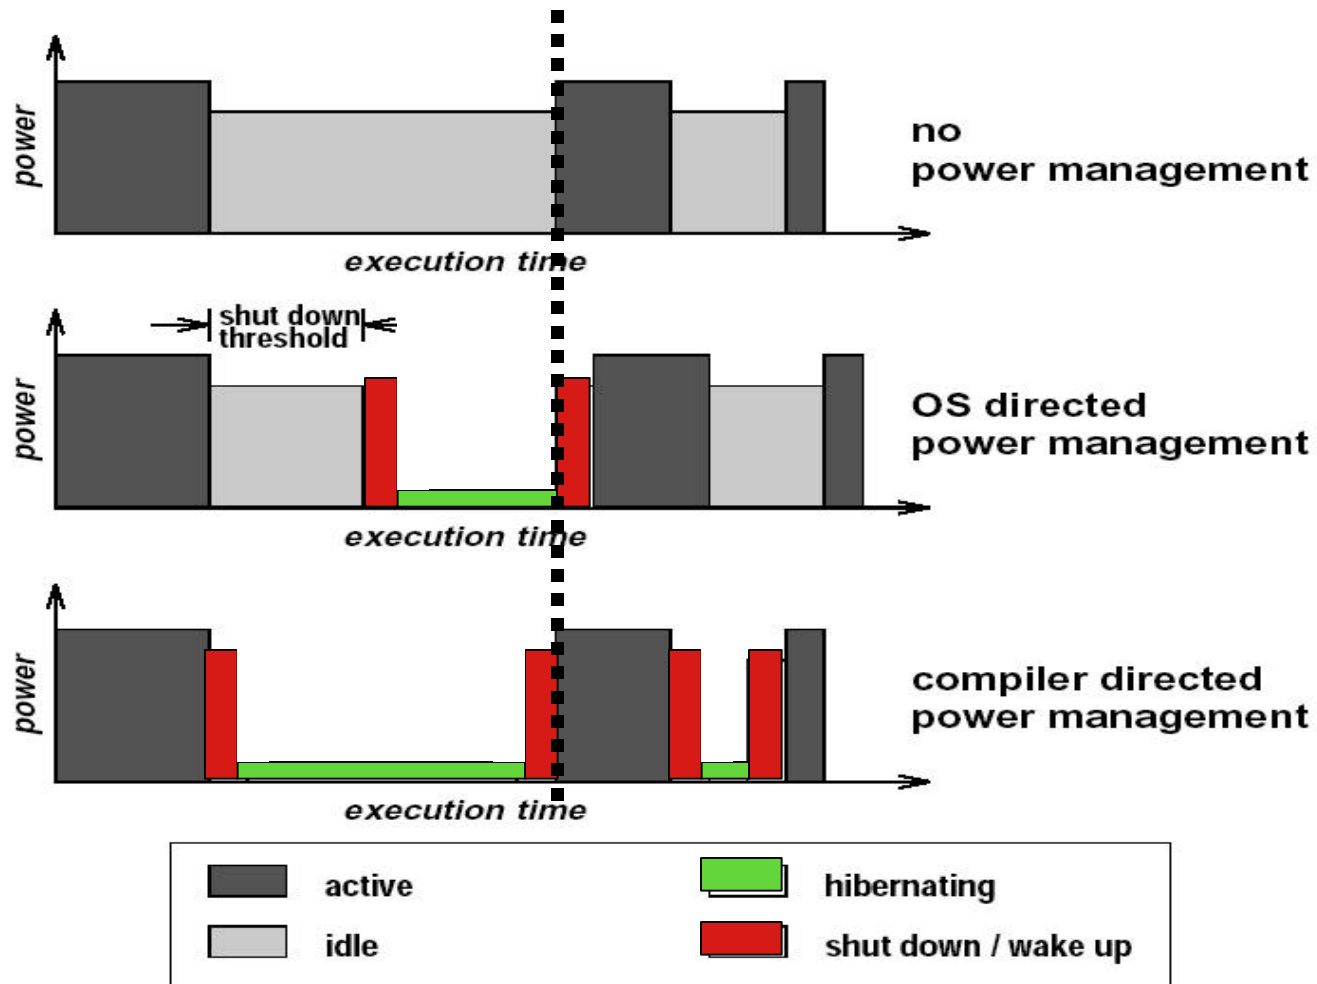 power
no
power management
execution time
shut down
threshold
power
OS directed
power management
execution time
power
compiler directed
power management
execution time
active
hibernating
idle
shut down / wake up